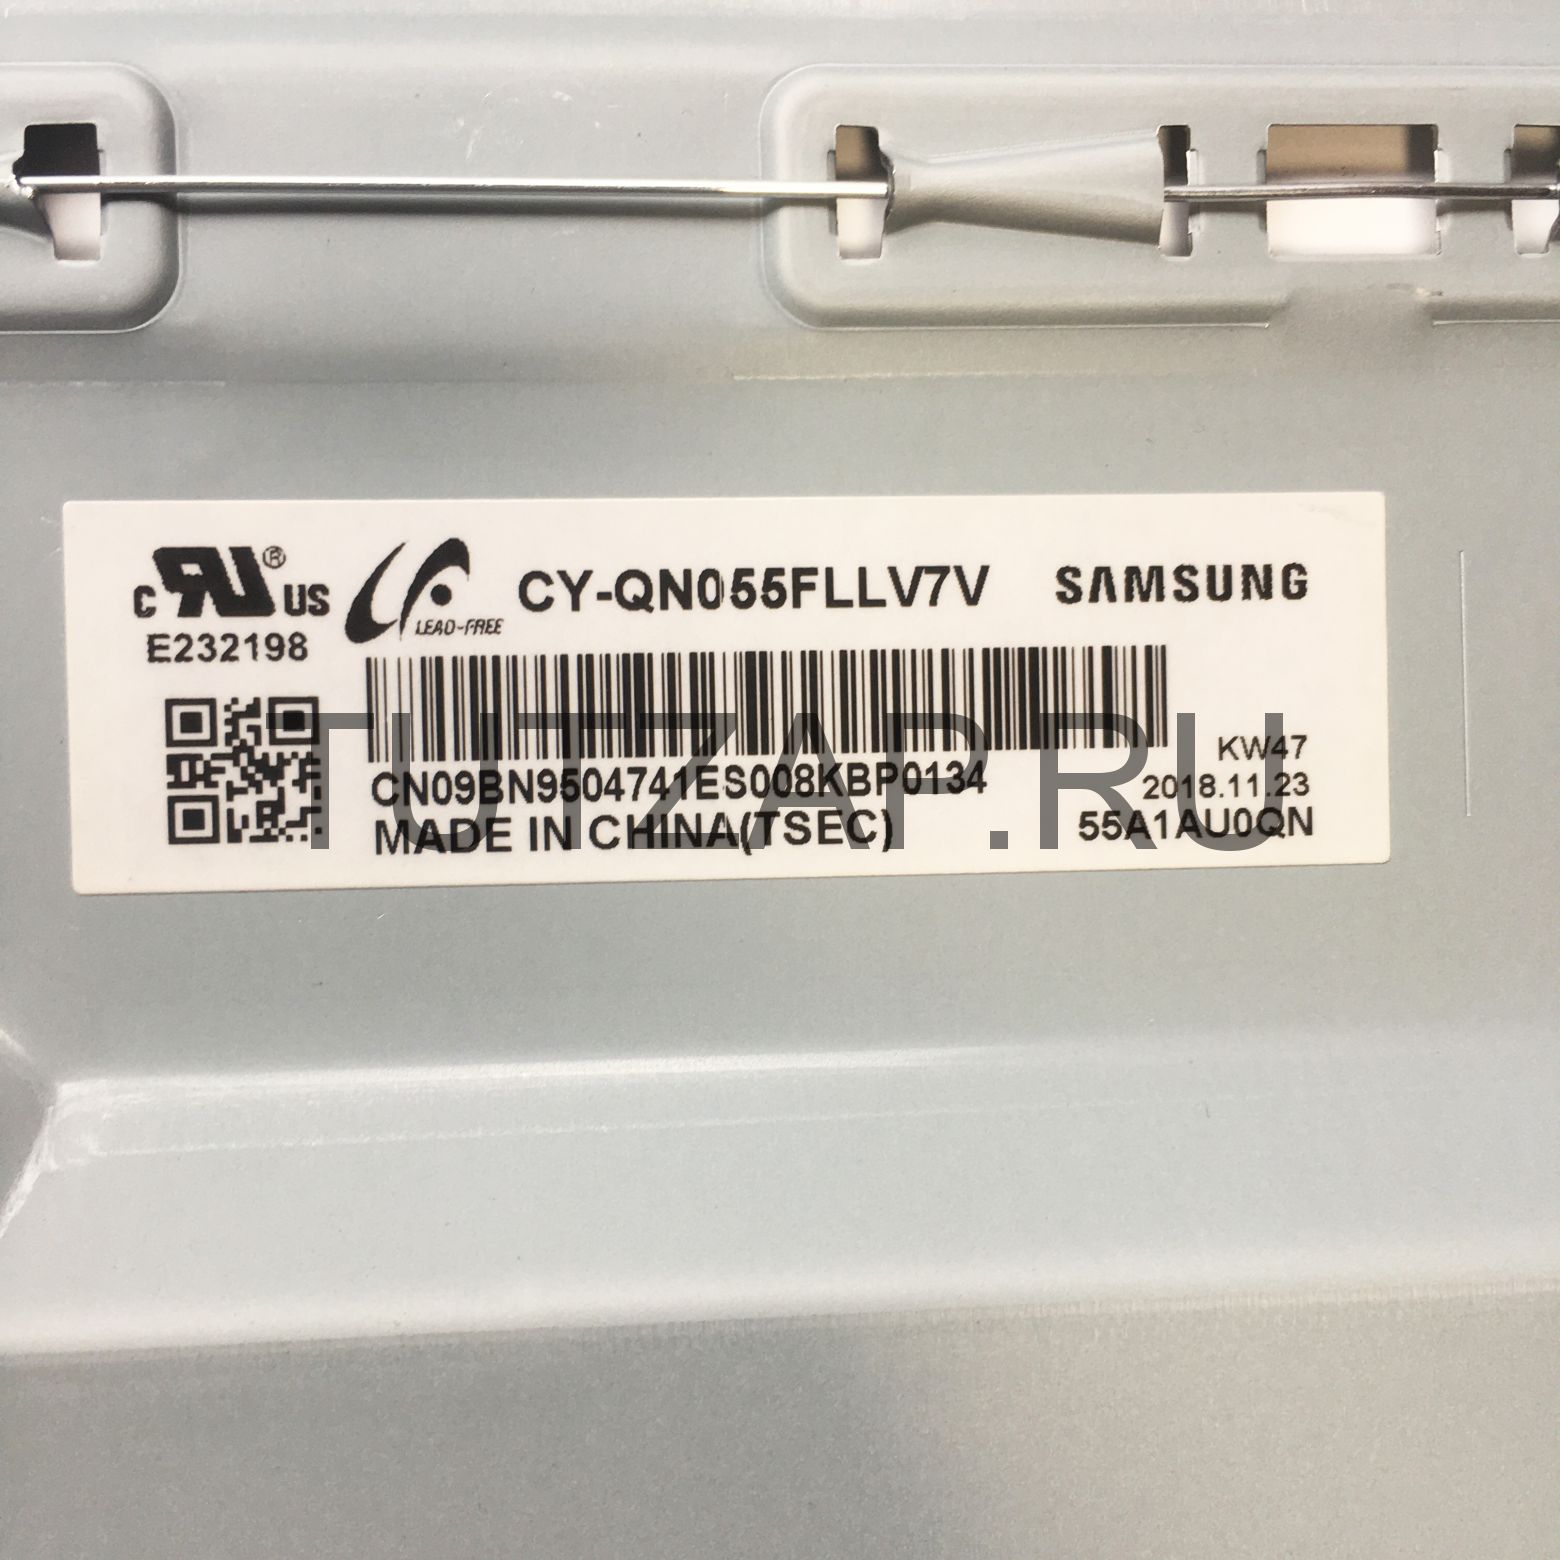 c RU® US
LEAD-FREE
CY-QN055FLLV7V
SAMSUNG
E232198
TUTZAP.RU
KW47
CN09BN9504741ES008KBP0134
2018.11.23
MADE IN CHINA(TSEC)
55A1AU0QN